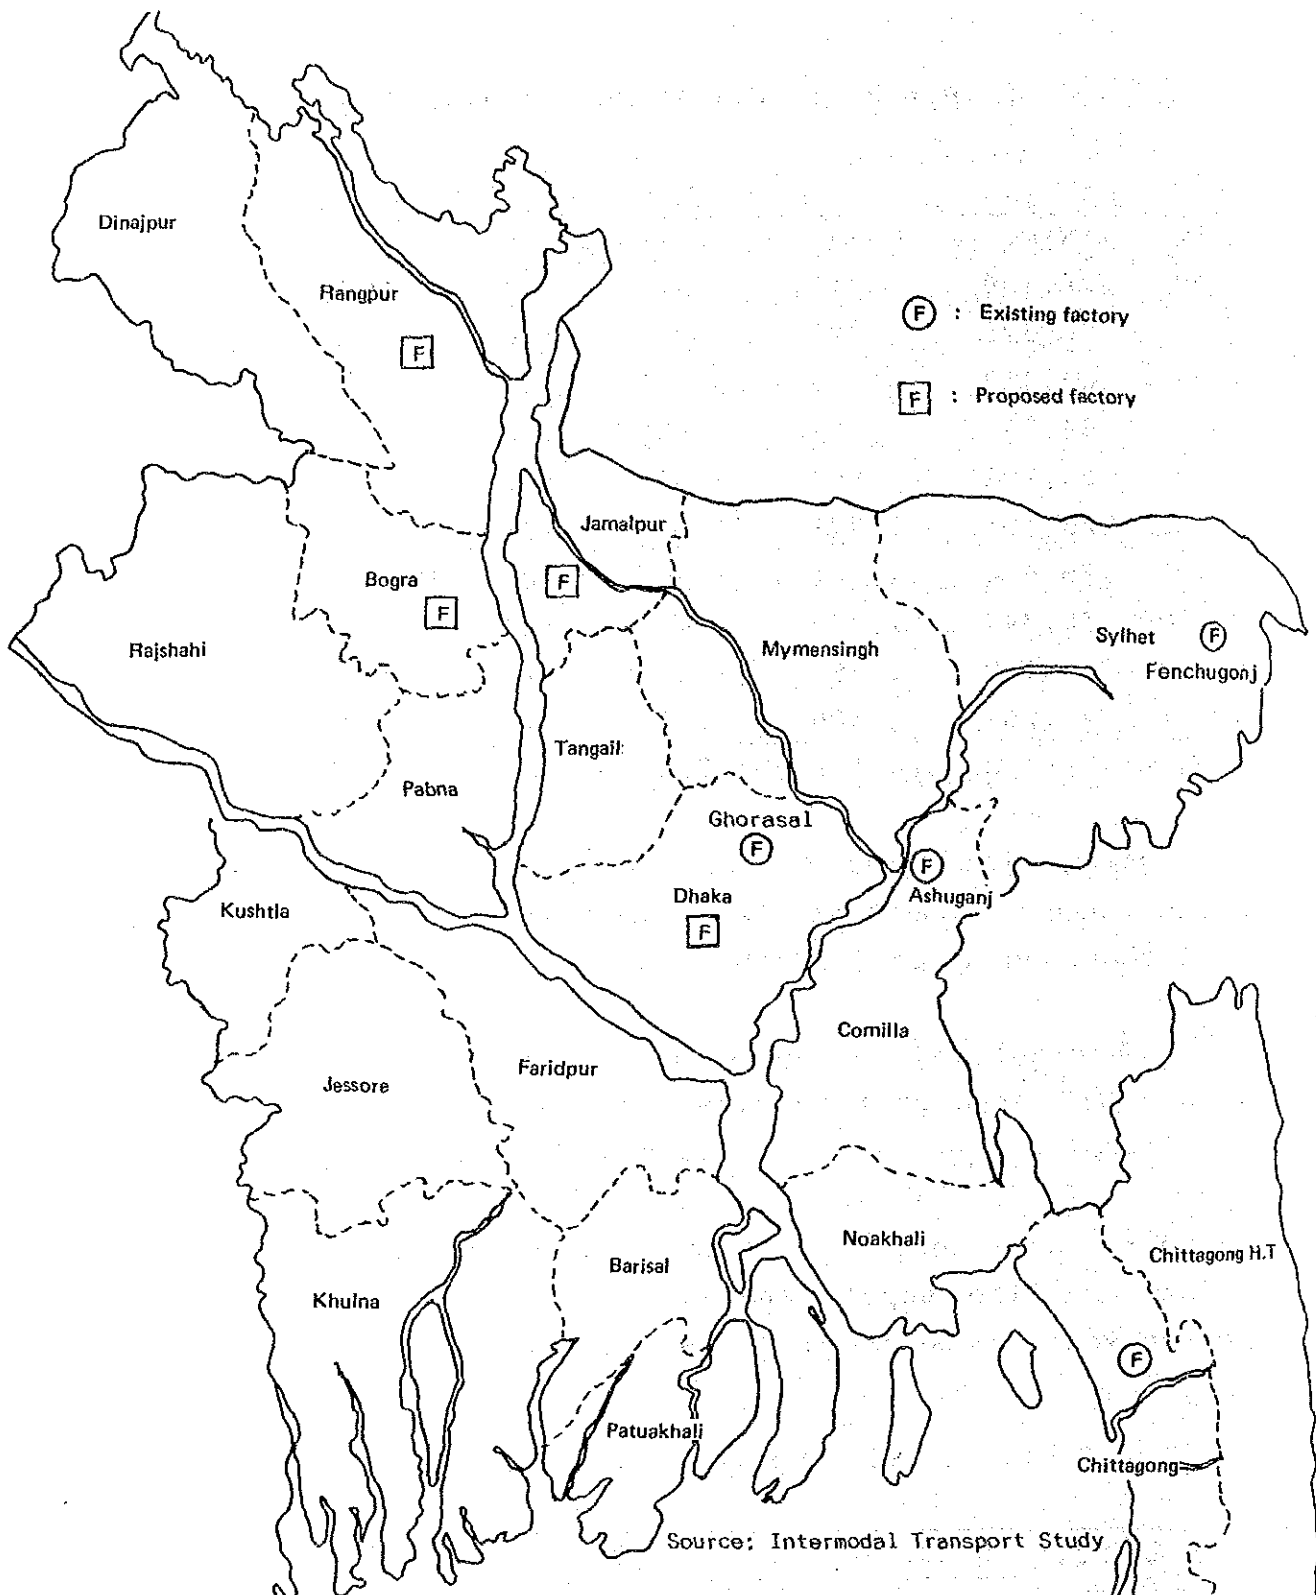 Dinajpur
Rangpur
F
F : Existing factory
F : Proposed factory
Jamalpur
Bogra
F
F
Rajshahi
Mymensingh
Sylhet
F
Fenchugonj
Tangail
Pabna
Ghorasal
F
F
Ashuganj
Dhaka
F
Kushtia
Comilla
Jessore
Faridpur
Noakhali
Barisal
Chittagong H.T
Khulna
F
Patuakhali
Chittagong
Source: Intermodal Transport Study